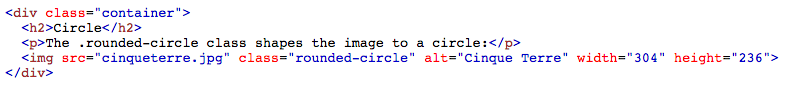 <div class="container">
  <h2>Circle</h2>
  <p>The .rounded-circle class shapes the image to a circle:</p>
  <img src="cinqueterre.jpg" class="rounded-circle" alt="Cinque Terre" width="304" height="236">
</div>